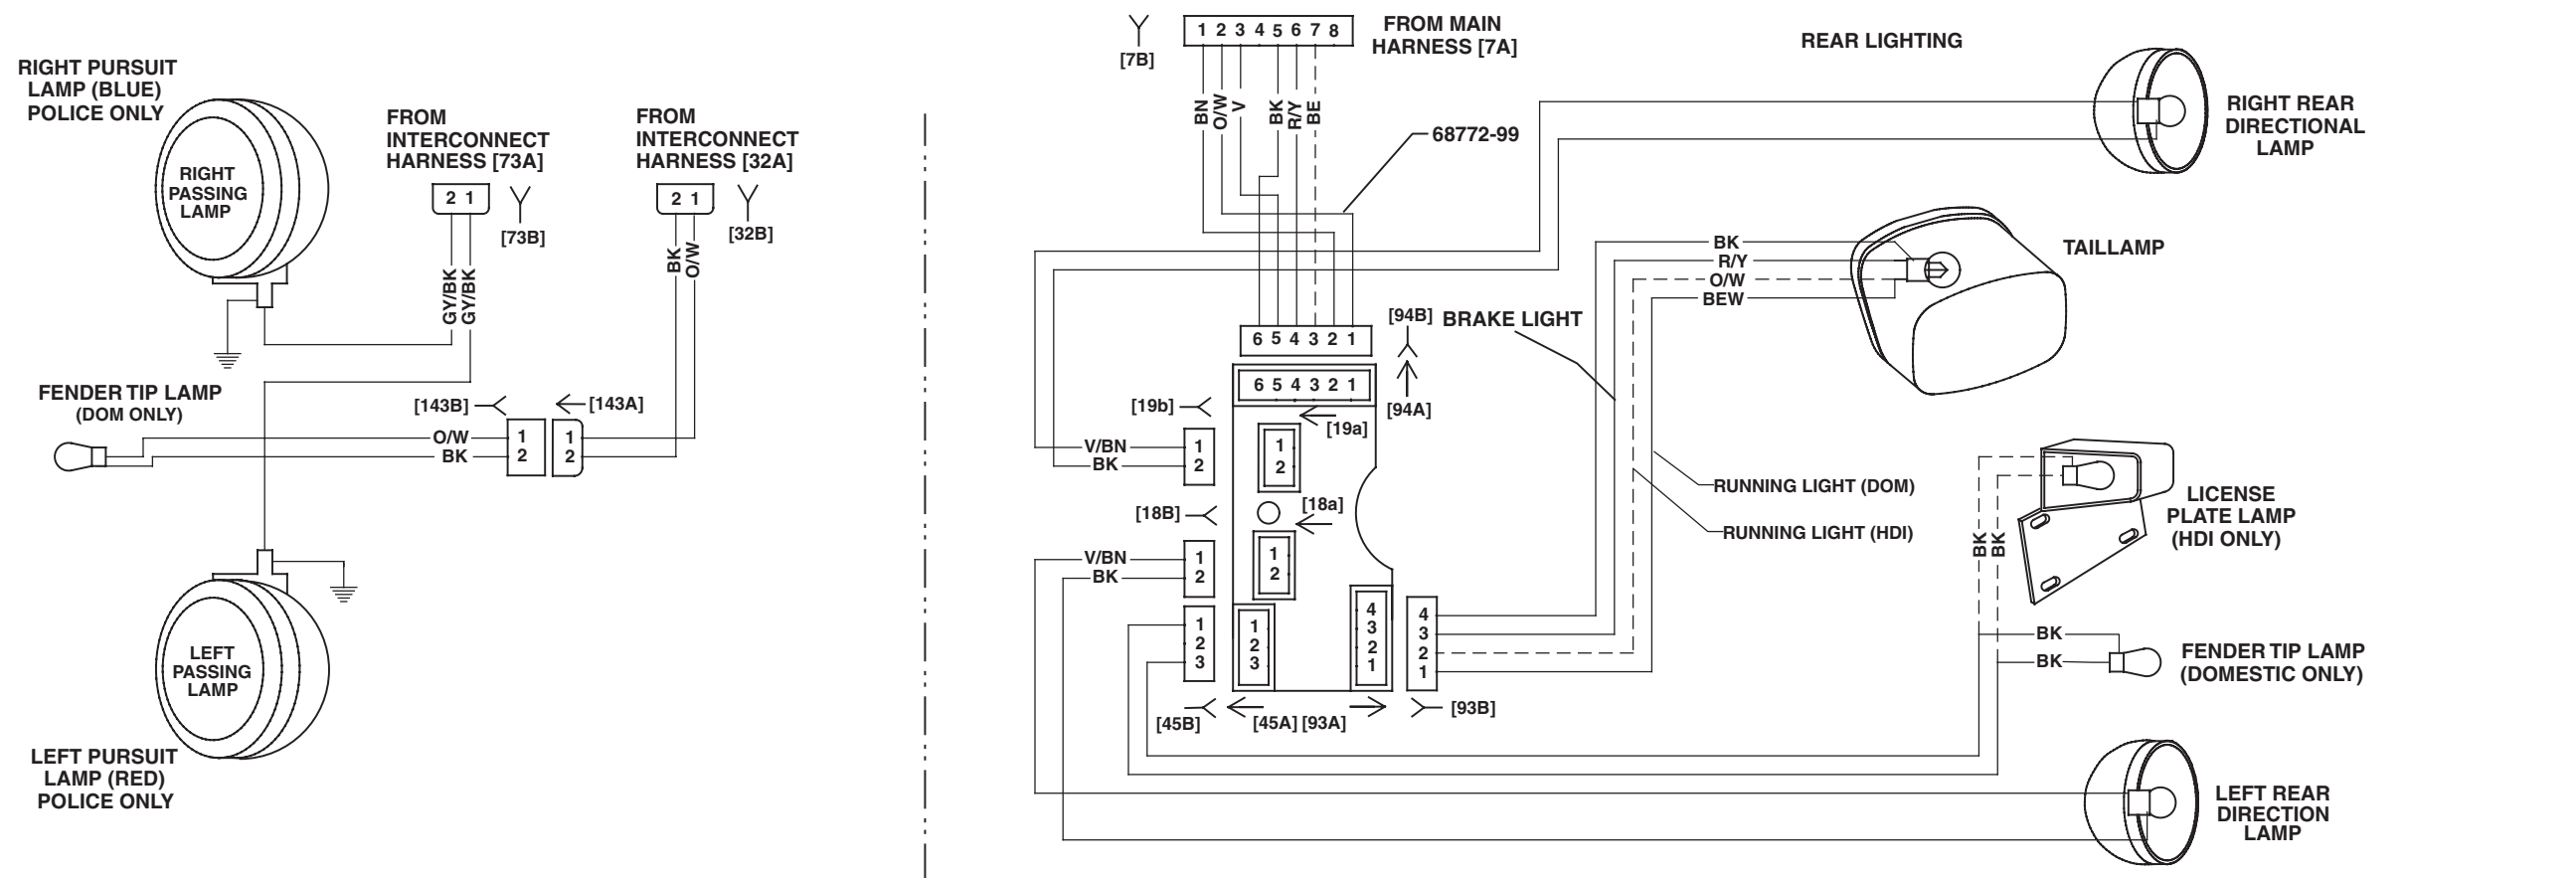 RIGHT PURSUIT
LAMP (BLUE)
POLICE ONLY
RIGHT
PASSING
LAMP
FROM
INTERCONNECT
HARNESS [73A]
2 1
[73B]
GY/BK
GY/BK
FROM
INTERCONNECT
HARNESS [32A]
2 1
[32B]
BK
O/W
FENDER TIP LAMP
(DOM ONLY)
[143B]
[143A]
O/W
BK
1
2
1
2
LEFT
PASSING
LAMP
LEFT PURSUIT
LAMP (RED)
POLICE ONLY
[7B]
1 2 3 4 5 6 7 8
FROM MAIN
HARNESS [7A]
BN
O/W
V
BK
R/Y
BE
68772-99
REAR LIGHTING
RIGHT REAR
DIRECTIONAL
LAMP
BK
R/Y
O/W
BEW
TAILLAMP
6 5 4 3 2 1
[94B]
BRAKE LIGHT
6 5 4 3 2 1
[94A]
[19b]
[19a]
V/BN
BK
1
2
1
2
[18B]
[18a]
V/BN
BK
1
2
1
2
1
2
3
1
2
3
4
3
2
1
4
3
2
1
[45B]
[45A]
[93A]
[93B]
RUNNING LIGHT (DOM)
RUNNING LIGHT (HDI)
BK
BK
LICENSE
PLATE LAMP
(HDI ONLY)
BK
BK
FENDER TIP LAMP
(DOMESTIC ONLY)
LEFT REAR
DIRECTION
LAMP